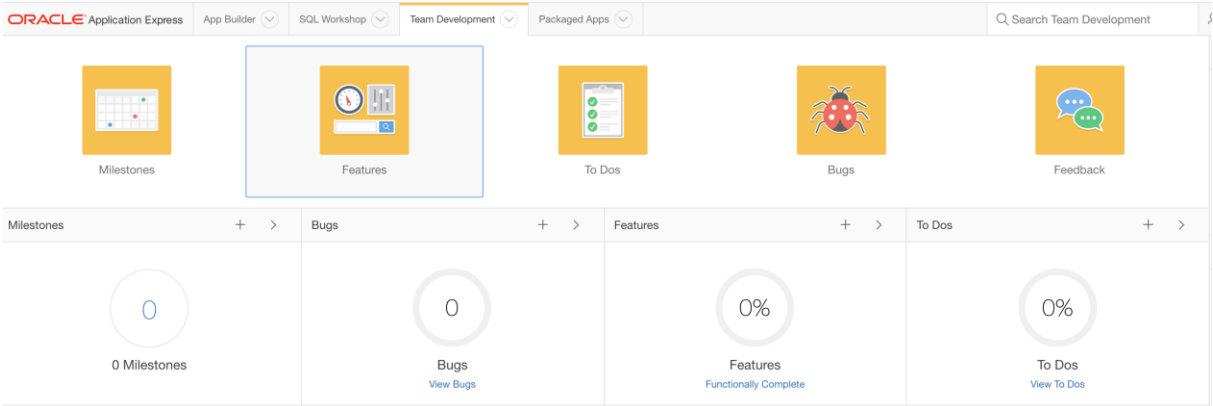 ORACLE Application Express App Builder SQL Workshop Team Development Packaged Apps Search Team Development
Milestones Features To Dos Bugs Feedback
Milestones Bugs Features To Dos
0 0 0% 0%
0 Milestones Bugs Features To Dos
View Bugs Functionally Complete View To Dos